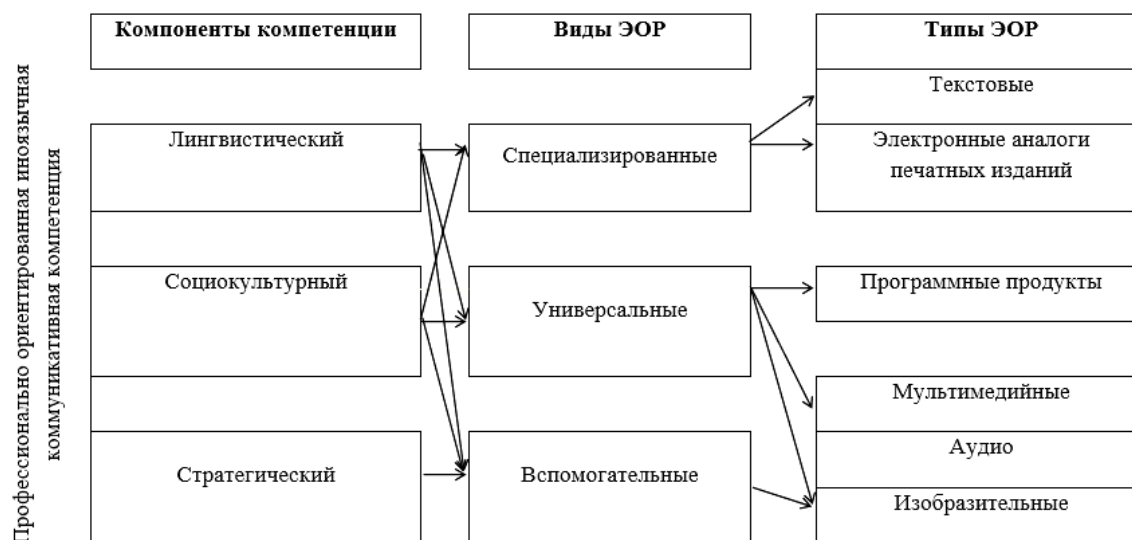 Профессионально ориентированная иноязычная
коммуникативная компетенция
Компоненты компетенции
Виды ЭОР
Типы ЭОР
Текстовые
Лингвистический
Специализированные
Электронные аналоги
печатных изданий
Социокультурный
Универсальные
Программные продукты
Мультимедийные
Аудио
Стратегический
Вспомогательные
Изобразительные